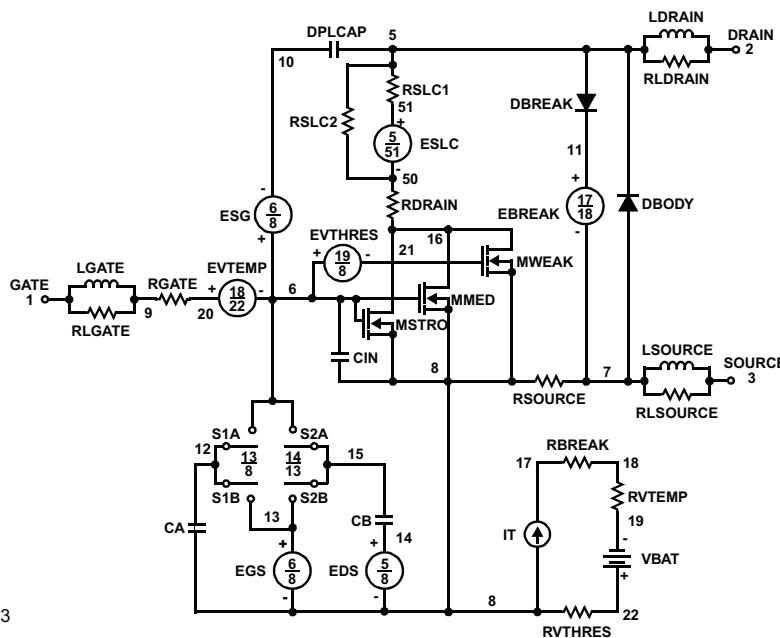 LDRAIN
DPLCAP 5 DRAIN
10 2
RLDRAIN
RSLC1
51
DBREAK
RSLC2
+
5
51
ESLC
-
11
50
-
6
8
ESG
+
RDRAIN
+
17
18
EBREAK
-
DBODY
EVTHRES
16
+ 19
8 - 21
MWEAK
LGATE
EVTEMP
GATE RGATE + 18
22 - 6
MMED
1
9 20
RLGATE
MSTRO
CIN
LSOURCE
8 7 SOURCE
3
RSOURCE
RLSOURCE
S1A S2A
12 13
8 14
13 15
RBREAK
17 18
S1B S2B
RVTEMP
13
CA CB
19
IT
14
-
+ +
VBAT
EGS 6
8 EDS 5
8
+
- -
8
22
RVTHRES
3